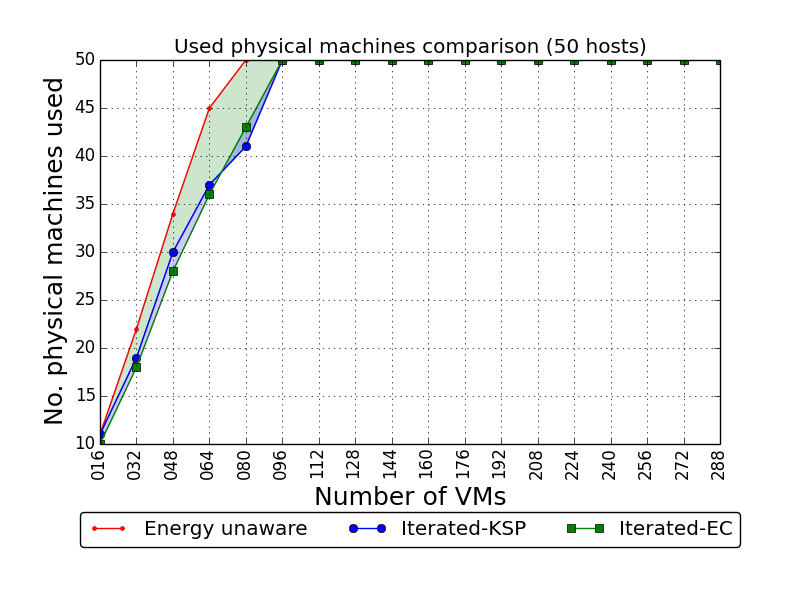 Used physical machines comparison (50 hosts)
No. physical machines used
50
45
40
35
30
25
20
15
10
016 032 048 064 080 096 112 128 144 160 176 192 208 224 240 256 272 288
Number of VMs
Energy unaware Iterated-KSP Iterated-EC